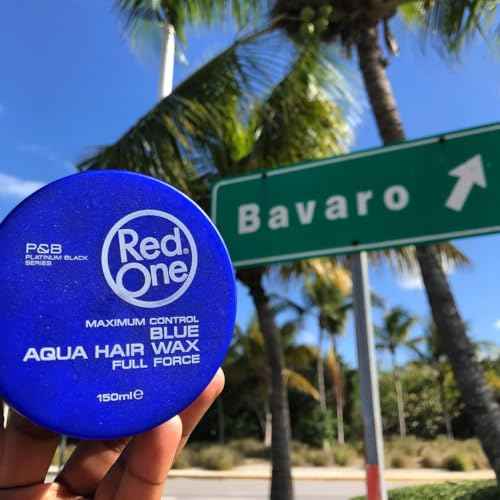 P&B
PLATINUM BLACK
SERIES
Red.
One
MAXIMUM CONTROL
BLUE
AQUA HAIR WAX
FULL FORCE
150ml℮
Bavaro